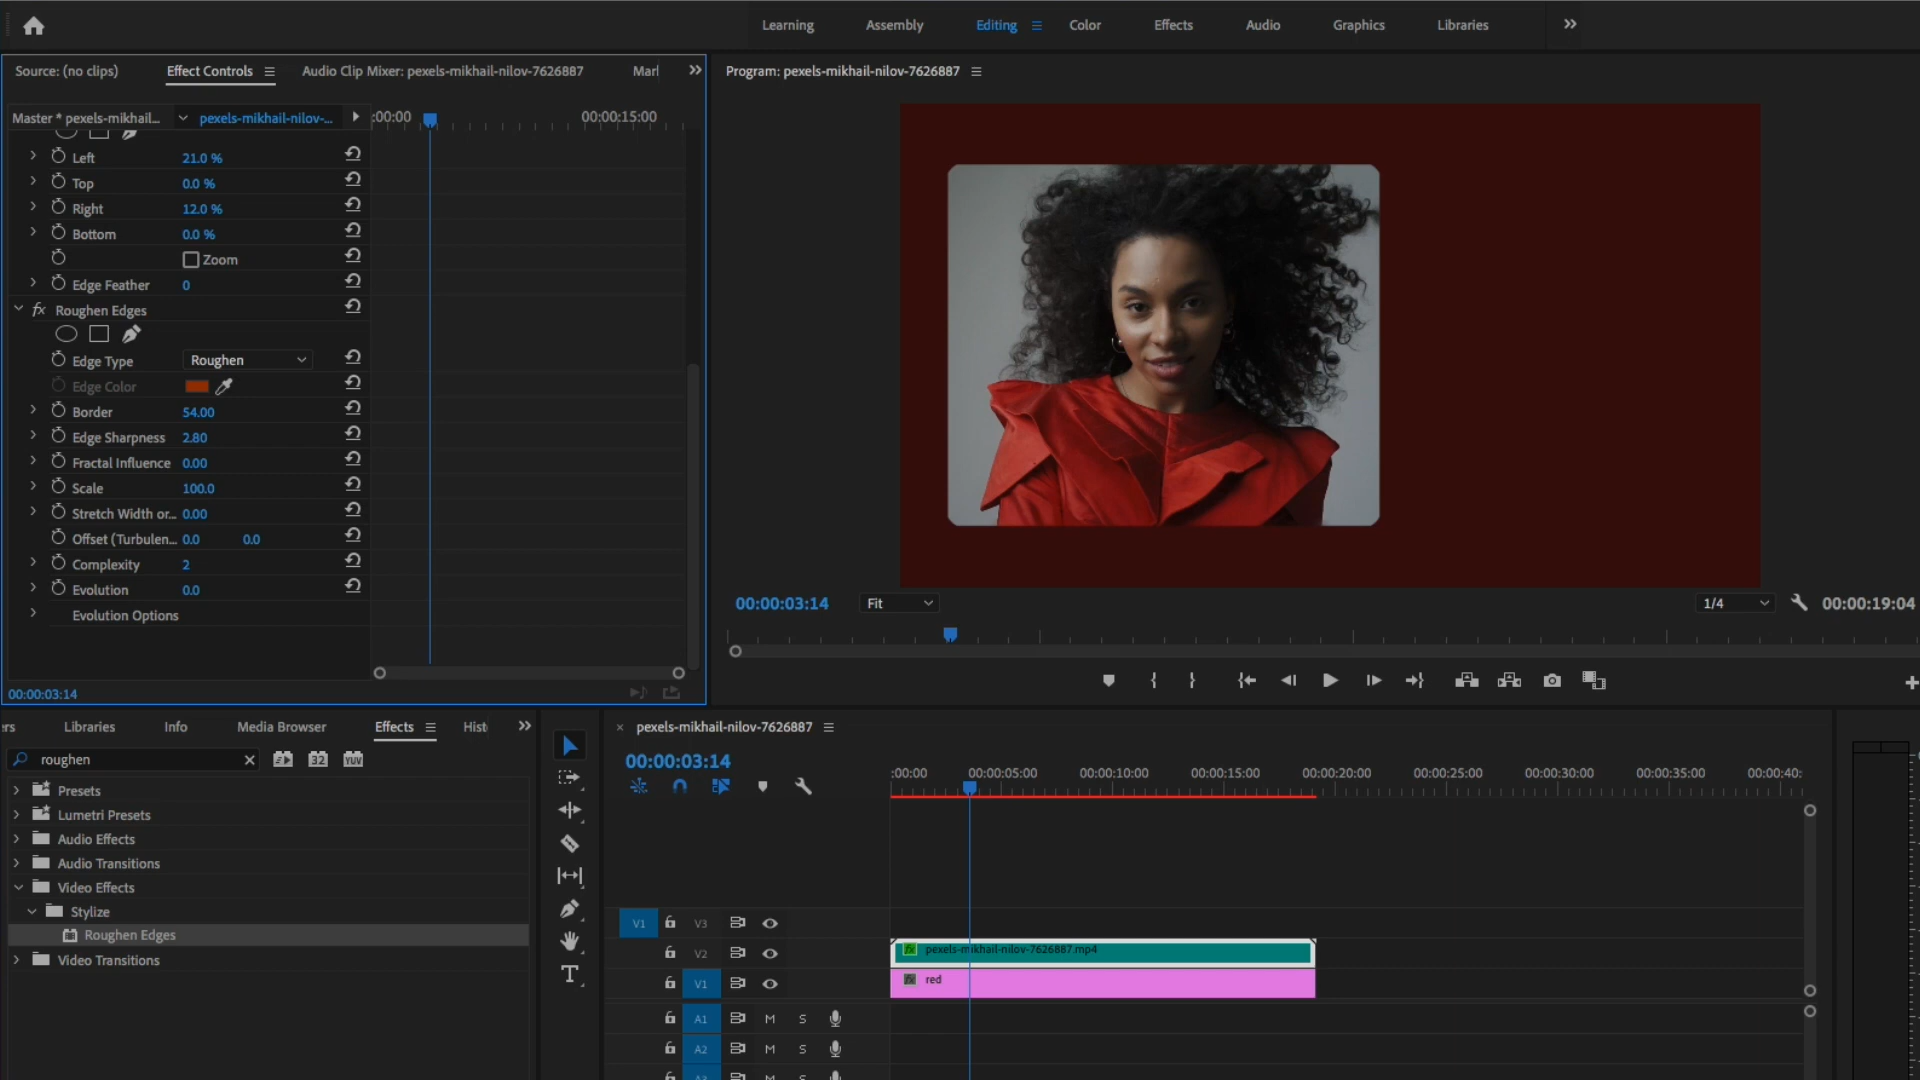 Learning Assembly Editing Color Effects Audio Graphics Libraries
Source: (no clips) Effect Controls Audio Clip Mixer: pexels-mikhail-nilov-7626887 Marl
Program: pexels-mikhail-nilov-7626887
Master * pexels-mikhail... pexels-mikhail-nilov-... :00:00 00:00:15:00
Left 21.0 %
Top 0.0 %
Right 12.0 %
Bottom 0.0 %
Zoom
Edge Feather 0
fx Roughen Edges
Edge Type Roughen
Edge Color
Border 54.00
Edge Sharpness 2.80
Fractal Influence 0.00
Scale 100.0
Stretch Width or... 0.00
Offset (Turbulen... 0.0 0.0
Complexity 2
Evolution 0.0
Evolution Options
00:00:03:14
00:00:03:14 Fit 1/4 00:00:19:04
ers Libraries Info Media Browser Effects Hist
roughen 32 YUV
Presets
Lumetri Presets
Audio Effects
Audio Transitions
Video Effects
Stylize
Roughen Edges
Video Transitions
× pexels-mikhail-nilov-7626887
00:00:03:14
:00:00 00:00:05:00 00:00:10:00 00:00:15:00 00:00:20:00 00:00:25:00 00:00:30:00 00:00:35:00 00:00:40:
V1 V3
V2 fx pexels-mikhail-nilov-7626887.mp4
V1 fx red
A1 M S
A2 M S
A3 M S